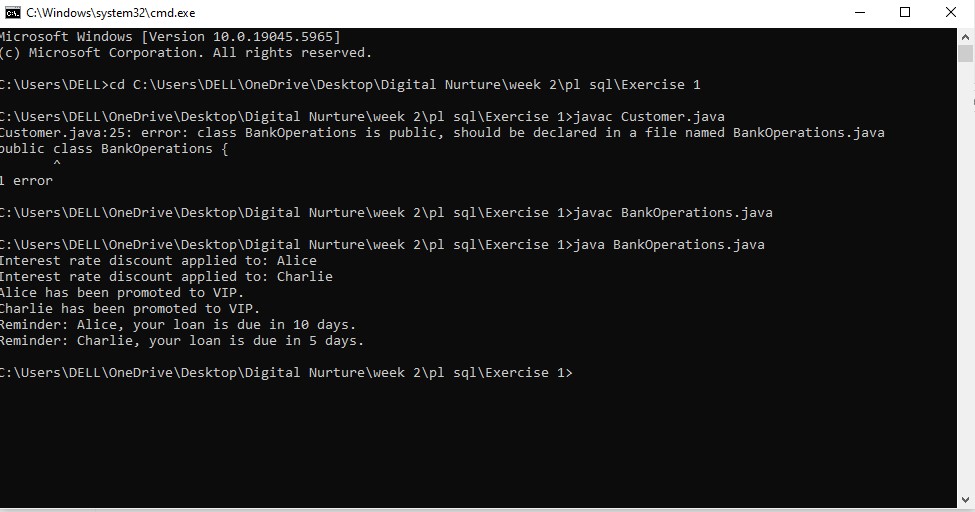 C:\Windows\system32\cmd.exe
Microsoft Windows [Version 10.0.19045.5965]
(c) Microsoft Corporation. All rights reserved.
C:\Users\DELL>cd C:\Users\DELL\OneDrive\Desktop\Digital Nurture\week 2\pl sql\Exercise 1
C:\Users\DELL\OneDrive\Desktop\Digital Nurture\week 2\pl sql\Exercise 1>javac Customer.java
Customer.java:25: error: class BankOperations is public, should be declared in a file named BankOperations.java
public class BankOperations {
^
1 error
C:\Users\DELL\OneDrive\Desktop\Digital Nurture\week 2\pl sql\Exercise 1>javac BankOperations.java
C:\Users\DELL\OneDrive\Desktop\Digital Nurture\week 2\pl sql\Exercise 1>java BankOperations.java
Interest rate discount applied to: Alice
Interest rate discount applied to: Charlie
Alice has been promoted to VIP.
Charlie has been promoted to VIP.
Reminder: Alice, your loan is due in 10 days.
Reminder: Charlie, your loan is due in 5 days.
C:\Users\DELL\OneDrive\Desktop\Digital Nurture\week 2\pl sql\Exercise 1>